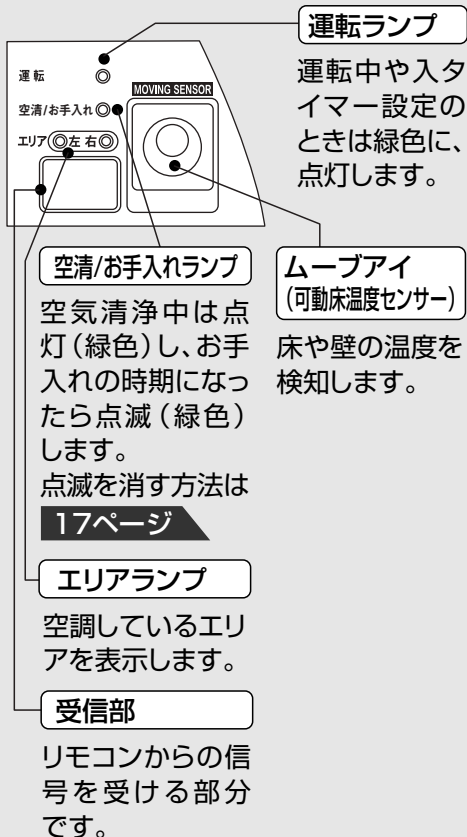 運転ランプ
運転中や入タ
イマー設定の
ときは緑色に、
点灯します。
運転
空清/お手入れ
エリア 左 右
MOVING SENSOR
空清/お手入れランプ
空気清浄中は点
灯(緑色)し、お手
入れの時期になっ
たら点滅(緑色)
します。
点滅を消す方法は
17ページ
ムーブアイ
(可動床温度センサー)
床や壁の温度を
検知します。
エリアランプ
空調しているエリ
アを表示します。
受信部
リモコンからの信
号を受ける部分
です。